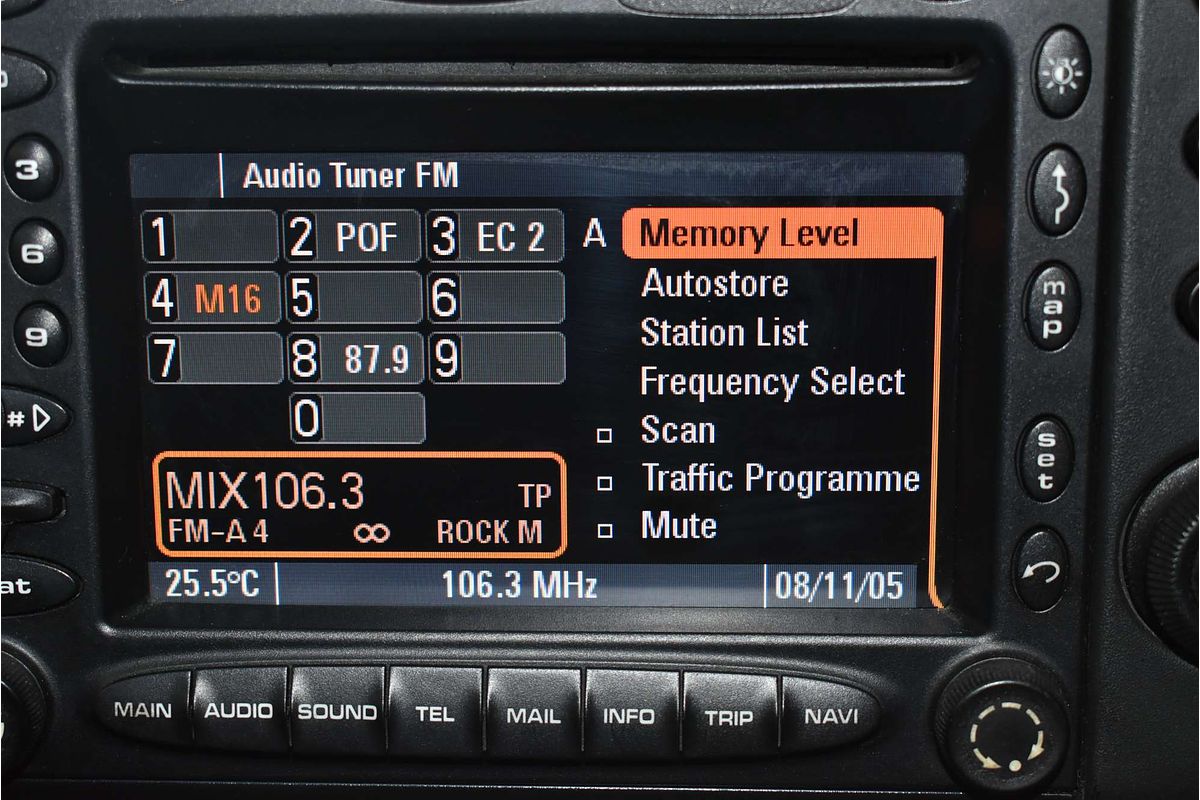 Audio Tuner FM
1 2 POF 3 EC 2 A Memory Level
4 M16 5 6 Autostore
Station List
7 8 87.9 9
Frequency Select
0 Scan
MIX106.3 TP Traffic Programme
FM-A 4 ∞ ROCK M Mute
25.5°C 106.3 MHz 08/11/05
3
6
9
#
map
set
MAIN AUDIO SOUND TEL MAIL INFO TRIP NAVI